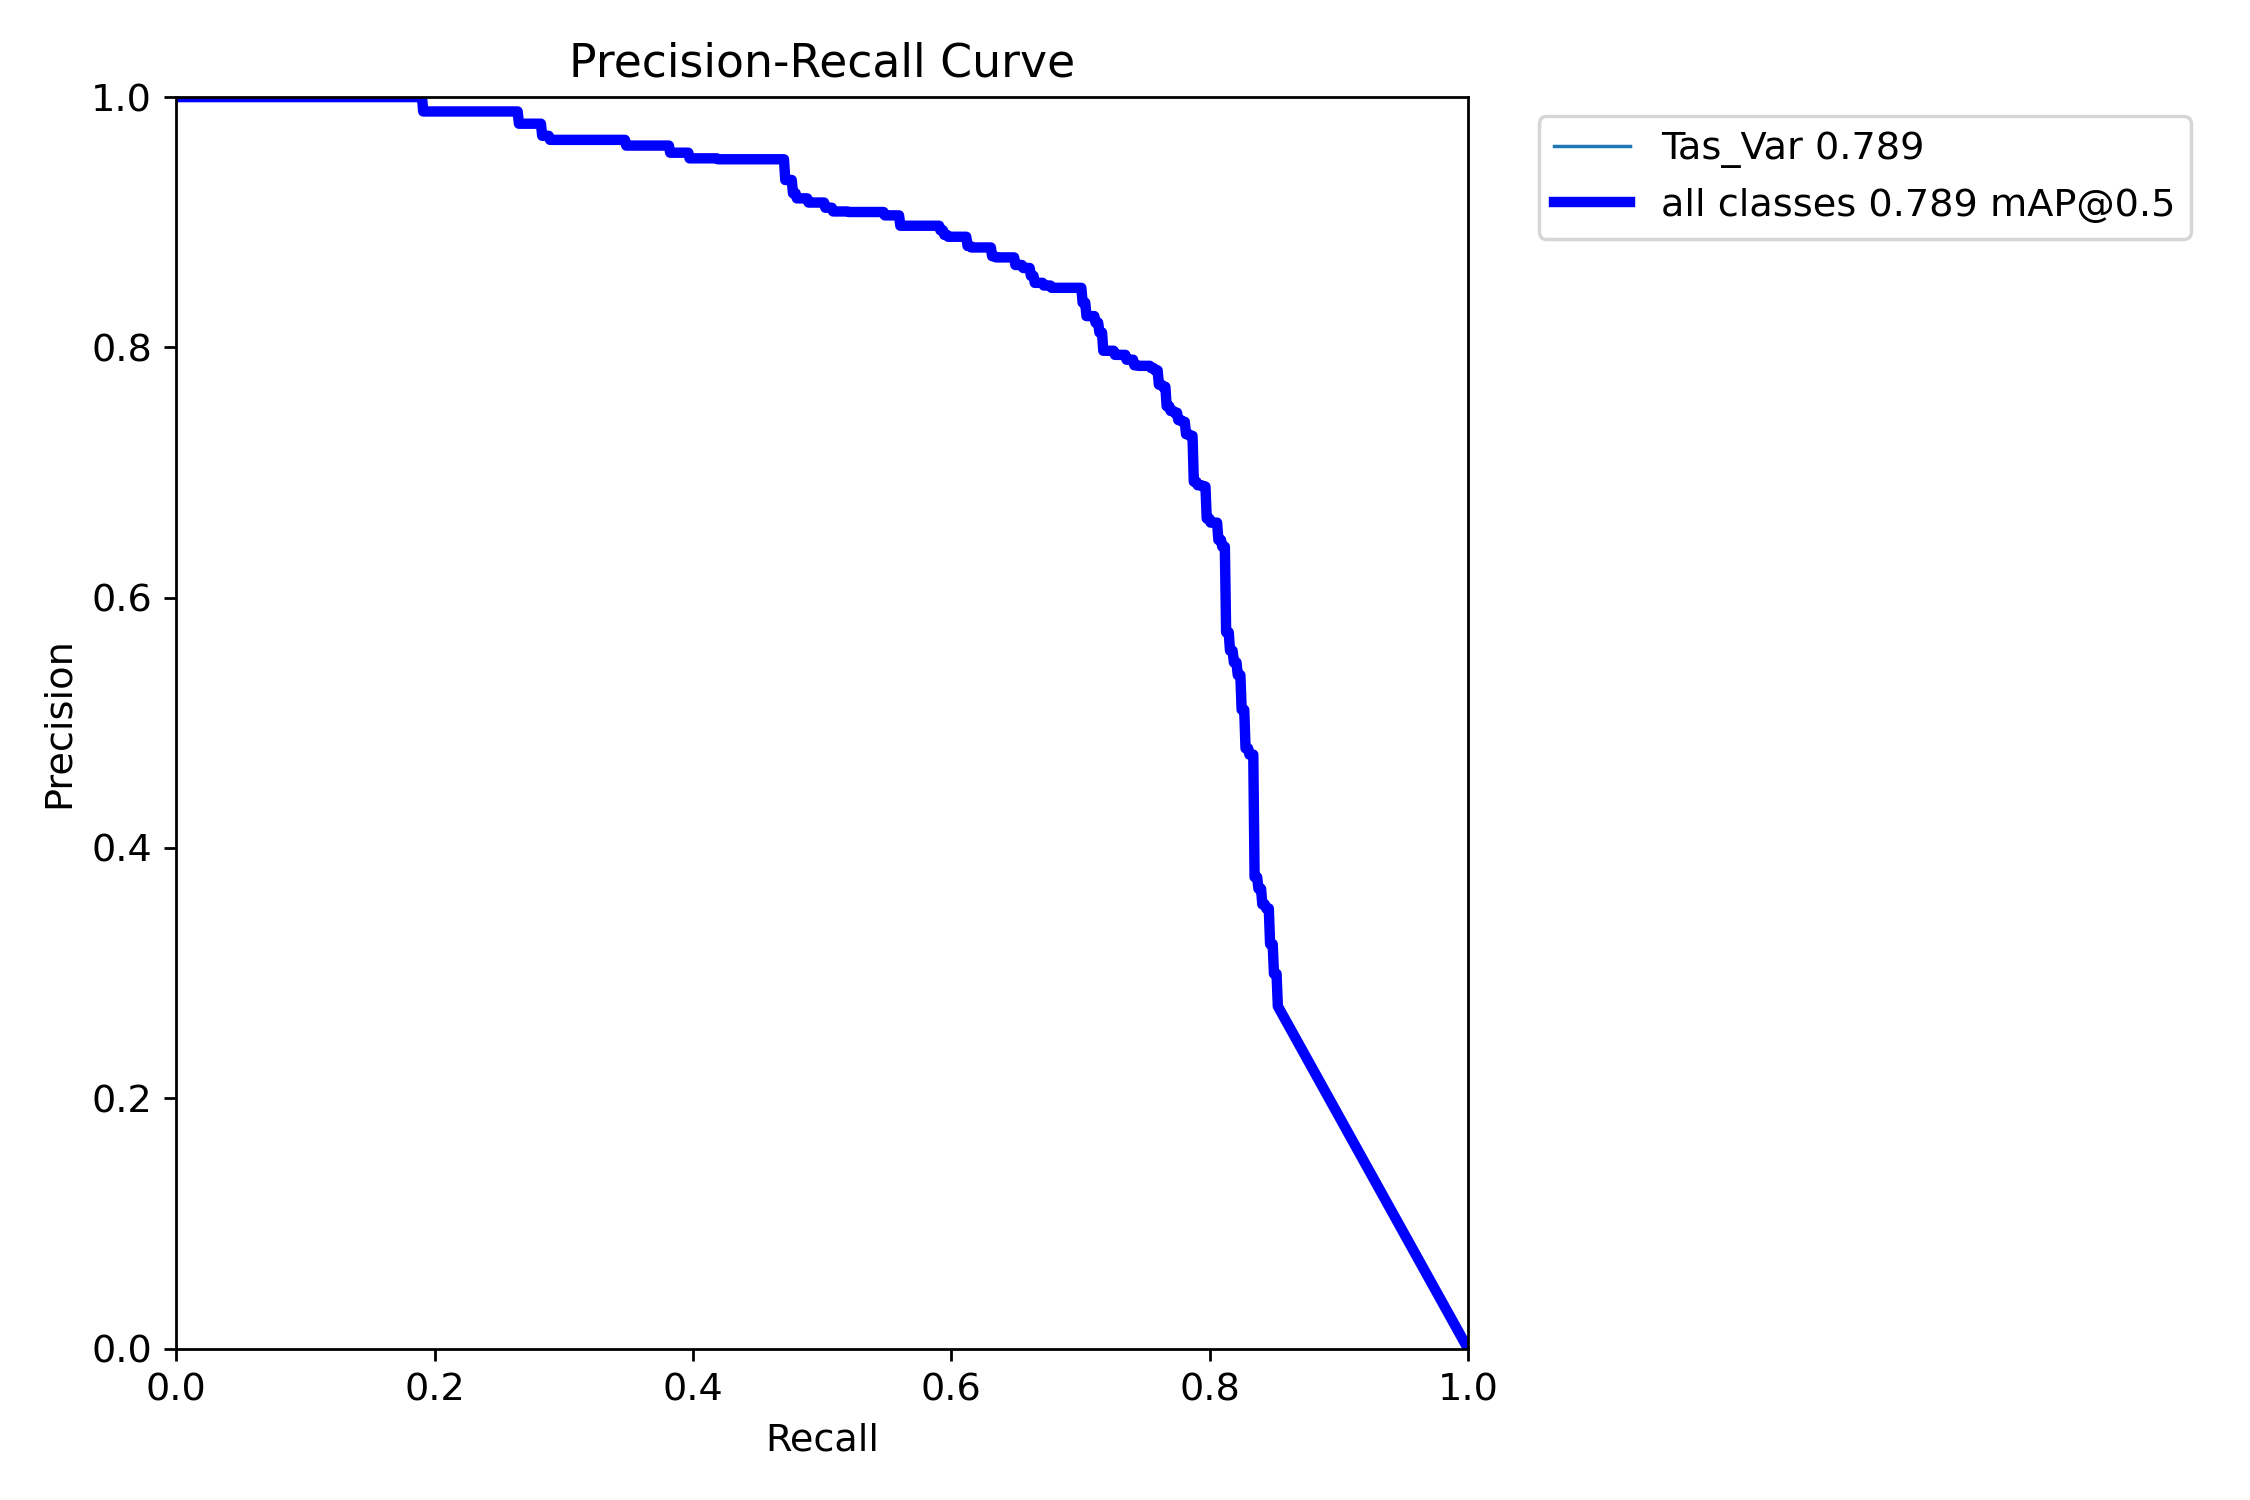 Precision-Recall Curve
Tas_Var 0.789
all classes 0.789 mAP@0.5
1.0
0.8
0.6
0.4
0.2
0.0
Precision
0.0 0.2 0.4 0.6 0.8 1.0
Recall